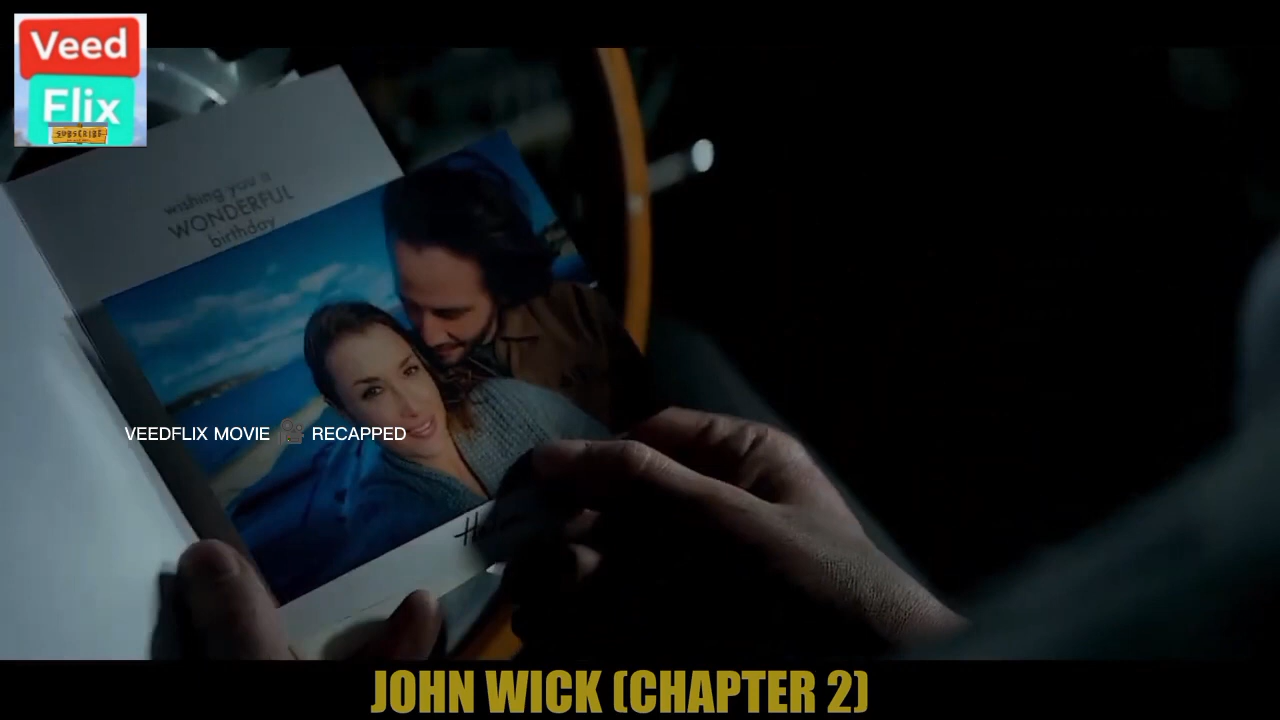 Veed
Flix
SUBSCRIBE
wishing you a
WONDERFUL
birthday
VEEDFLIX MOVIE 🎥 RECAPPED
JOHN WICK (CHAPTER 2)